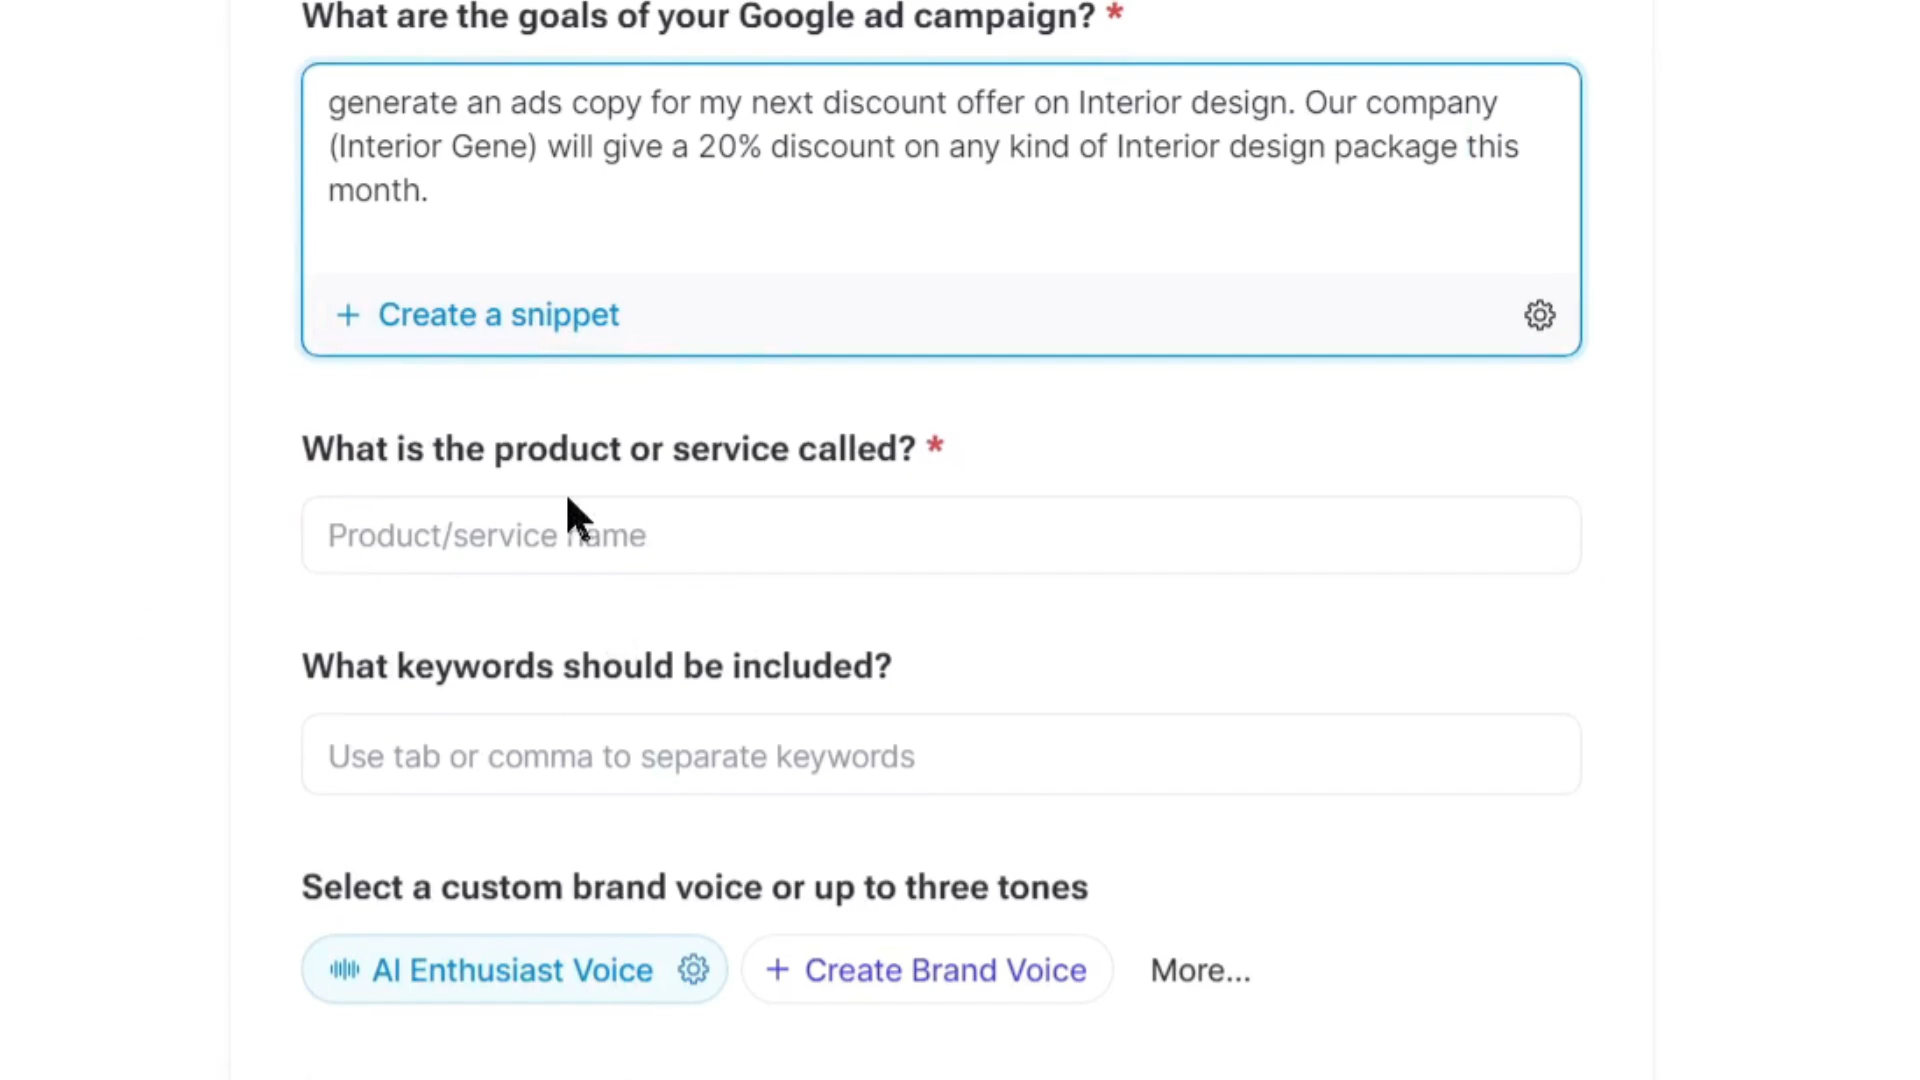 What are the goals of your Google ad campaign? *
generate an ads copy for my next discount offer on Interior design. Our company
(Interior Gene) will give a 20% discount on any kind of Interior design package this
month.
+ Create a snippet
What is the product or service called? *
Product/service name
What keywords should be included?
Use tab or comma to separate keywords
Select a custom brand voice or up to three tones
AI Enthusiast Voice + Create Brand Voice More...